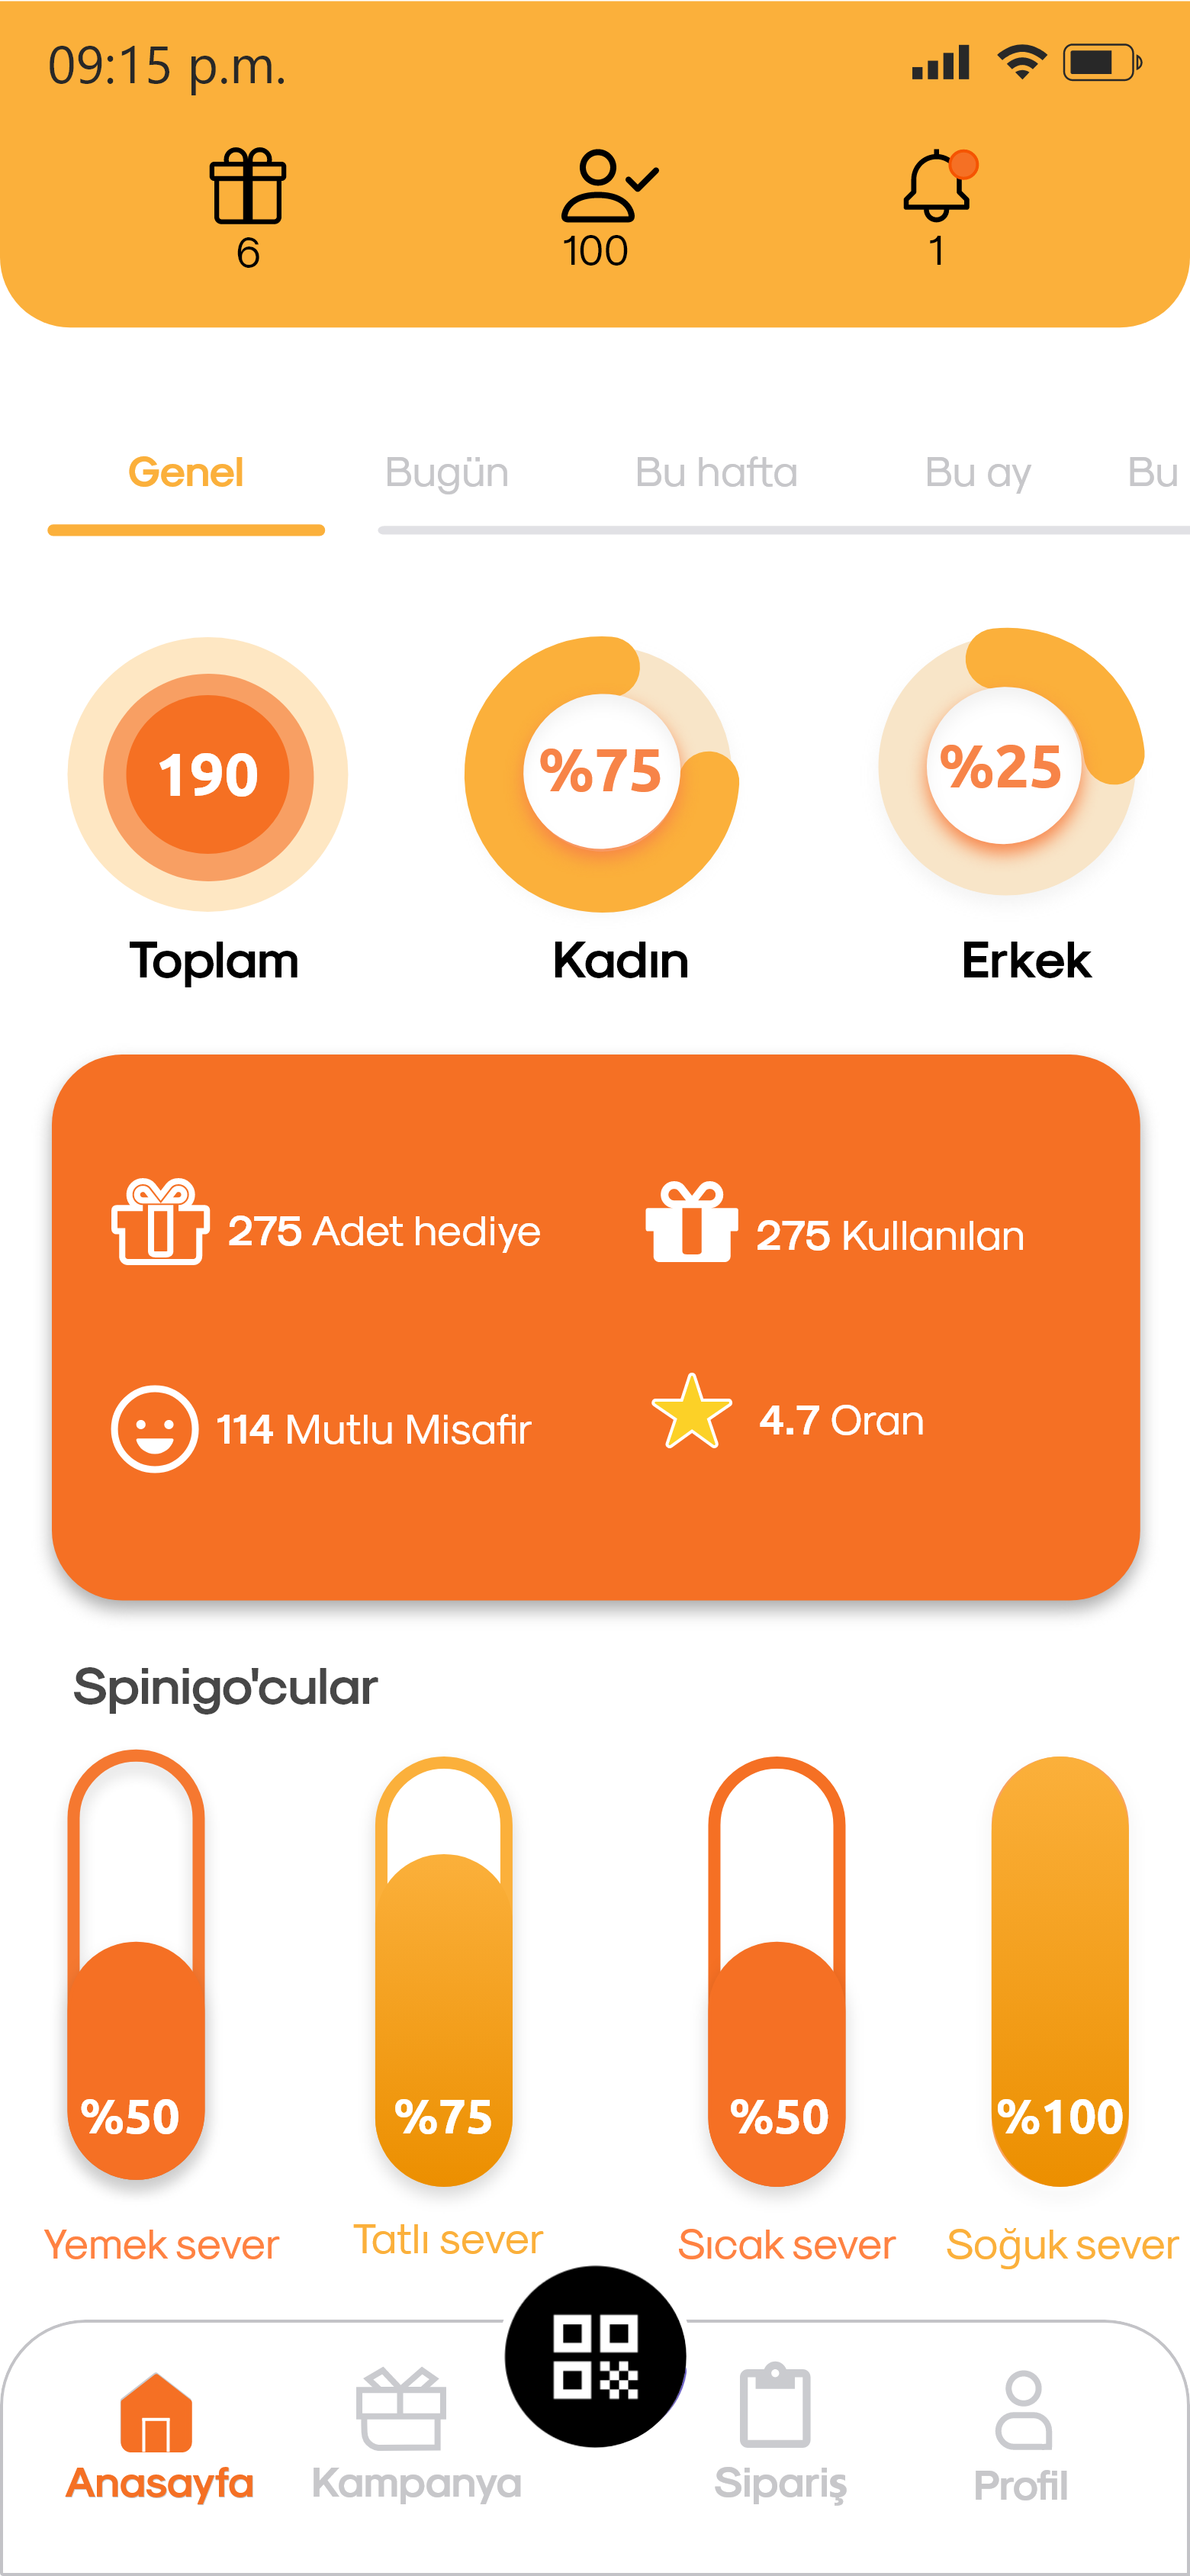 09:15 p.m.
6
100
1
Genel
Bugün
Bu hafta
Bu ay
Bu
190
%75
%25
Toplam
Kadın
Erkek
275 Adet hediye
275 Kullanılan
114 Mutlu Misafir
4.7 Oran
Spinigo'cular
%50
%75
%50
%100
Yemek sever
Tatlı sever
Sıcak sever
Soğuk sever
Anasayfa
Kampanya
Sipariş
Profil